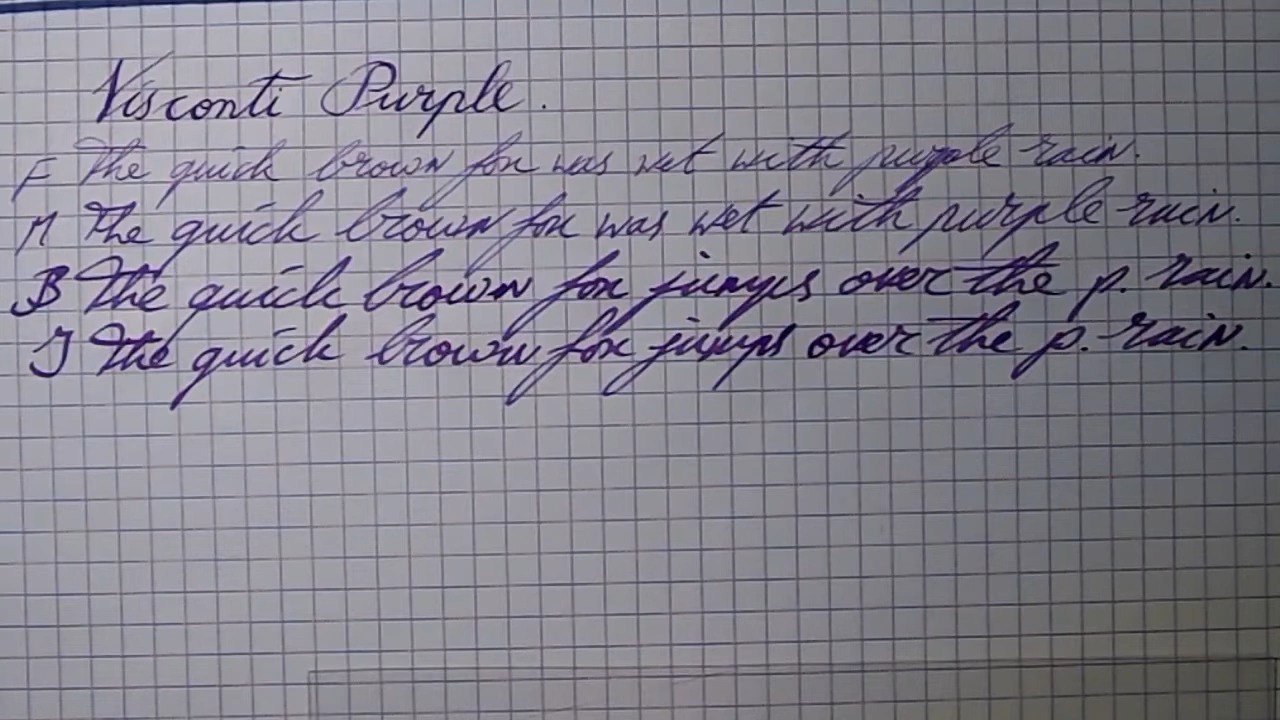 Visconti Purple.
F The quick brown fox was wet with purple rain.
M The quick brown fox was wet with purple rain.
B The quick brown fox jumps over the p. rain.
J The quick brown fox jumps over the p. rain.